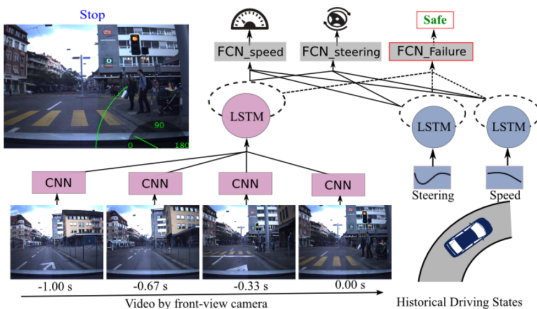 Stop
Safe
FCN_speed
FCN_steering
FCN_Failure
90
0
180
LSTM
LSTM
LSTM
CNN
CNN
CNN
CNN
Steering
Speed
-1.00 s
-0.67 s
-0.33 s
0.00 s
Video by front-view camera
Historical Driving States